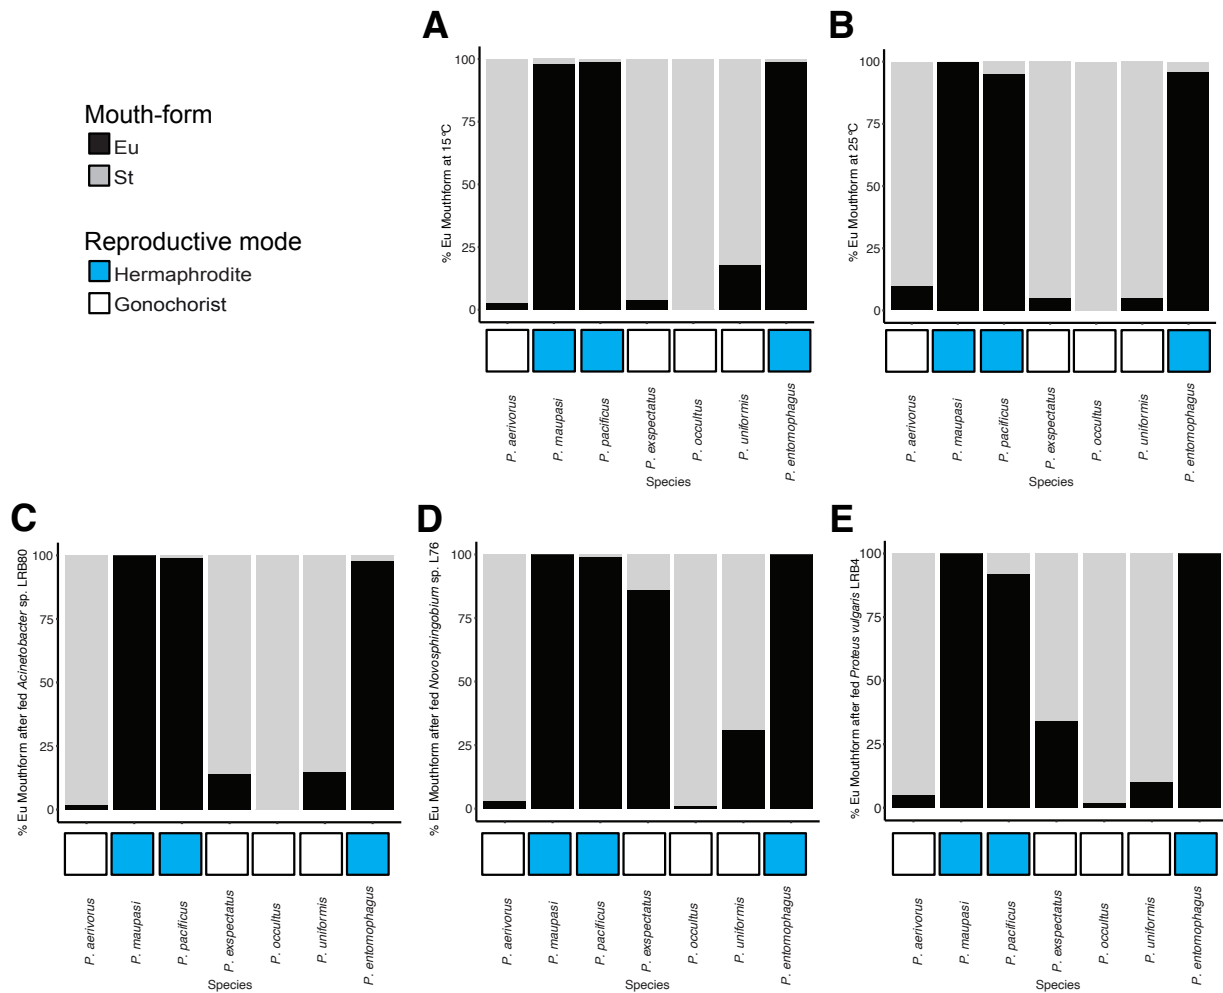 A
B
Mouth-form
Eu
St
Reproductive mode
Hermaphrodite
Gonochorist
% Eu Mouthform at 15°C
100
75
50
25
0
P. aerivorus
P. maupasi
P. pacificus
P. exspectatus
P. occultus
P. uniformis
P. entomophagus
Species
% Eu Mouthform at 25°C
100
75
50
25
0
P. aerivorus
P. maupasi
P. pacificus
P. exspectatus
P. occultus
P. uniformis
P. entomophagus
Species
C
% Eu Mouthform after fed Acinetobacter sp. LRB80
100
75
50
25
0
P. aerivorus
P. maupasi
P. pacificus
P. exspectatus
P. occultus
P. uniformis
P. entomophagus
Species
D
% Eu Mouthform after fed Novosphingobium sp. L76
100
75
50
25
0
P. aerivorus
P. maupasi
P. pacificus
P. exspectatus
P. occultus
P. uniformis
P. entomophagus
Species
E
% Eu Mouthform after fed Proteus vulgaris LRB4
100
75
50
25
0
P. aerivorus
P. maupasi
P. pacificus
P. exspectatus
P. occultus
P. uniformis
P. entomophagus
Species